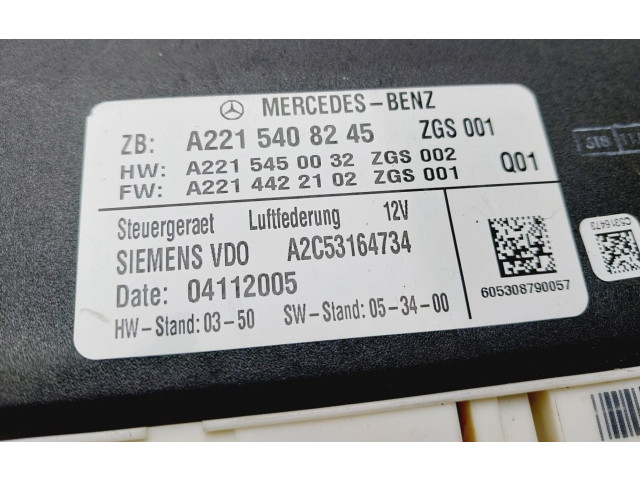 MERCEDES-BENZ
ZB: A221 540 82 45 ZGS 001
HW: A221 545 00 32 ZGS 002
FW: A221 442 21 02 ZGS 001 Q01
Steuergeraet Luftfederung 12V
SIEMENS VDO A2C53164734
Date: 04112005
HW-Stand: 03-50 SW-Stand: 05-34-00
605308790057
C5316473